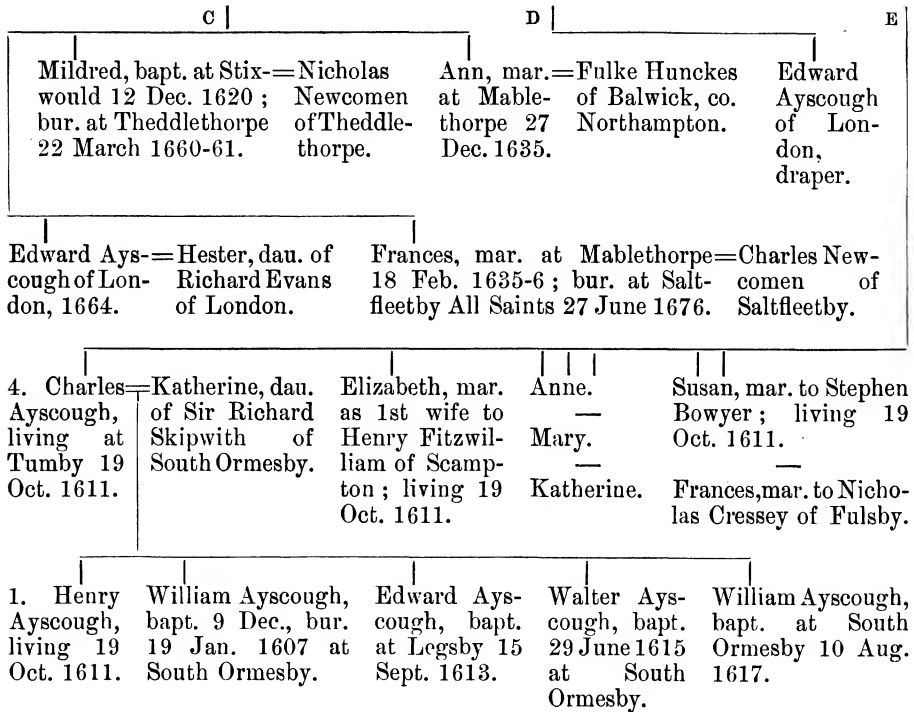 C D E
Mildred, bapt. at Stix-=Nicholas
would 12 Dec. 1620 ; Newcomen
bur. at Theddlethorpe of Theddle-
22 March 1660-61. thorpe.
Ann, mar.=Fulke Hunckes
at Mable- of Balwick, co.
thorpe 27 Northampton.
Dec. 1635.
Edward
Ayscough
of Lon-
don,
draper.
Edward Ays-=Hester, dau. of
cough of Lon- Richard Evans
don, 1664. of London.
Frances, mar. at Mablethorpe=Charles New-
18 Feb. 1635-6 ; bur. at Salt- comen of
fleetby All Saints 27 June 1676. Saltfleetby.
4. Charles=Katherine, dau.
Ayscough, of Sir Richard
living at Skipwith of
Tumby 19 South Ormesby.
Oct. 1611.
Elizabeth, mar.
as 1st wife to
Henry Fitzwil-
liam of Scamp-
ton ; living 19
Oct. 1611.
Anne.
—
Mary.
—
Katherine.
Susan, mar. to Stephen
Bowyer ; living 19
Oct. 1611.
—
Frances, mar. to Nicho-
las Cressey of Fulsby.
1. Henry
Ayscough,
living 19
Oct. 1611.
William Ayscough,
bapt. 9 Dec., bur.
19 Jan. 1607 at
South Ormesby.
Edward Ays-
cough, bapt.
at Legsby 15
Sept. 1613.
Walter Ays-
cough, bapt.
29 June 1615
at South
Ormesby.
William Ayscough,
bapt. at South
Ormesby 10 Aug.
1617.